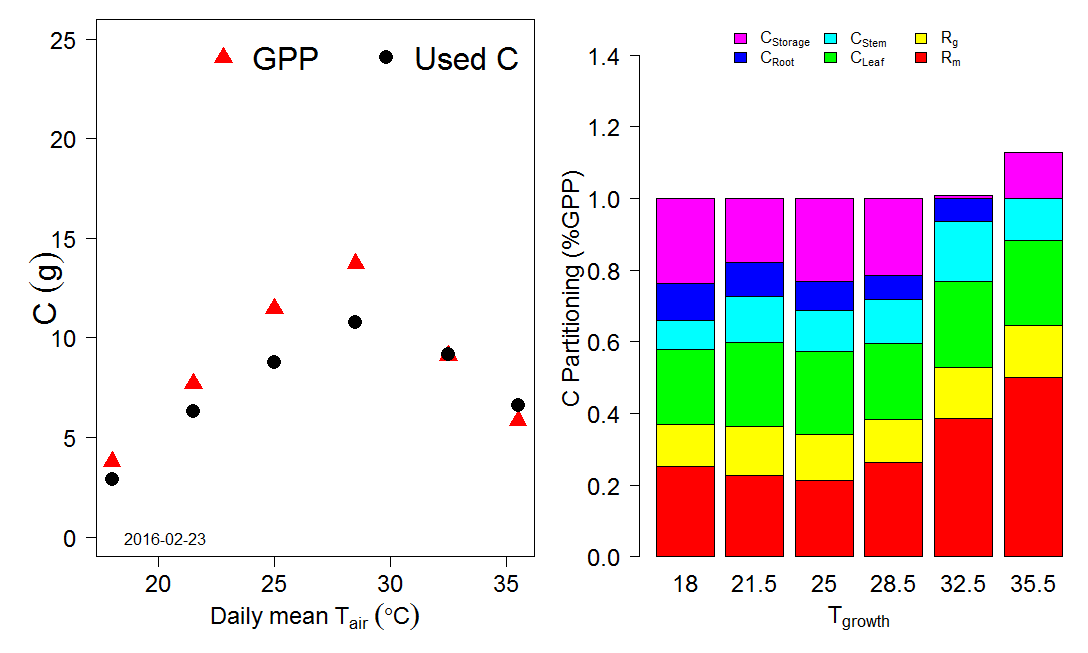 GPP Used C
25
20
15
10
5
0
C (g)
2016-02-23
20 25 30 35
Daily mean Tair (°C)
CStorage CStem Rg
CRoot CLeaf Rm
1.4
1.2
1.0
0.8
0.6
0.4
0.2
0.0
C Partitioning (%GPP)
18 21.5 25 28.5 32.5 35.5
Tgrowth